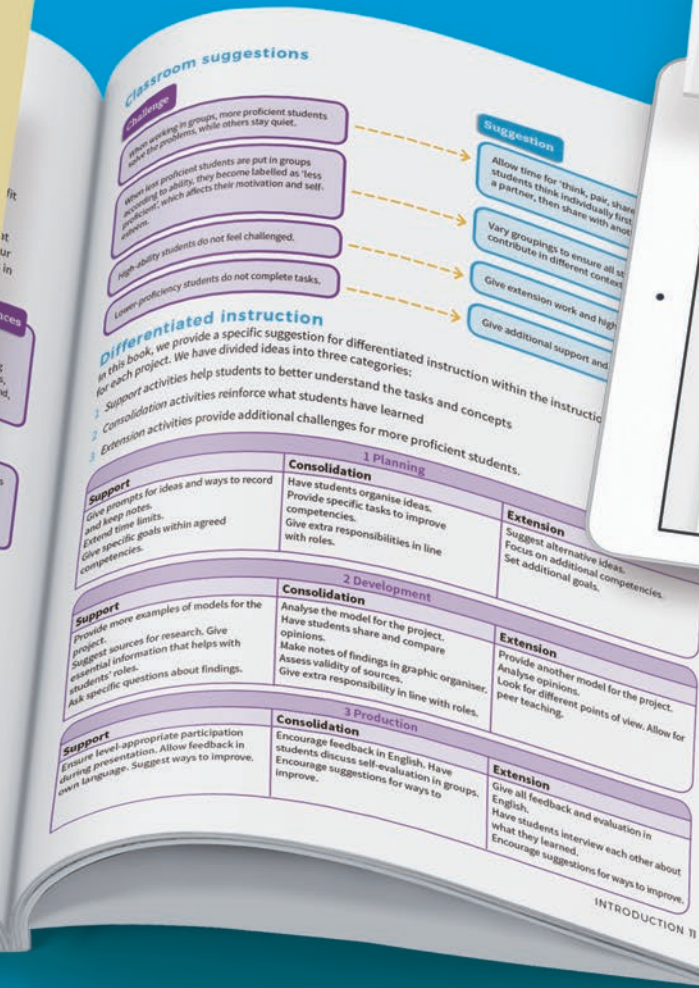 fit
ur
in
nces
Classroom suggestions
Challenge
When working in groups, more proficient students
solve the problems, while others stay quiet.
When less proficient students are put in groups
according to ability, they become labelled as ‘less
proficient’, which affects their motivation and self-
esteem.
High-ability students do not feel challenged.
Lower-proficiency students do not complete tasks.
Suggestion
Allow time for ‘think, pair, share
students think individually first
a partner, then share with anot
Vary groupings to ensure all st
contribute in different context
Give extension work and high
Give additional support and
Differentiated instruction
In this book, we provide a specific suggestion for differentiated instruction within the instructio
for each project. We have divided ideas into three categories:
1 Support activities help students to better understand the tasks and concepts
2 Consolidation activities reinforce what students have learned
3 Extension activities provide additional challenges for more proficient students.
1 Planning
Support
Give prompts for ideas and ways to record
and keep notes.
Extend time limits.
Give specific goals within agreed
competencies.
Consolidation
Have students organise ideas.
Provide specific tasks to improve
competencies.
Give extra responsibilities in line
with roles.
Extension
Suggest alternative ideas.
Focus on additional competencies.
Set additional goals.
2 Development
Support
Provide more examples of models for the
project.
Suggest sources for research. Give
essential information that helps with
students’ roles.
Ask specific questions about findings.
Consolidation
Analyse the model for the project.
Have students share and compare
opinions.
Make notes of findings in graphic organiser.
Assess validity of sources.
Give extra responsibility in line with roles.
Extension
Provide another model for the project.
Analyse opinions.
Look for different points of view. Allow for
peer teaching.
3 Production
Support
Ensure level-appropriate participation
during presentation. Allow feedback in
own language. Suggest ways to improve.
Consolidation
Encourage feedback in English. Have
students discuss self-evaluation in groups.
Encourage suggestions for ways to
improve.
Extension
Give all feedback and evaluation in
English.
Have students interview each other about
what they learned.
Encourage suggestions for ways to improve.
INTRODUCTION 11